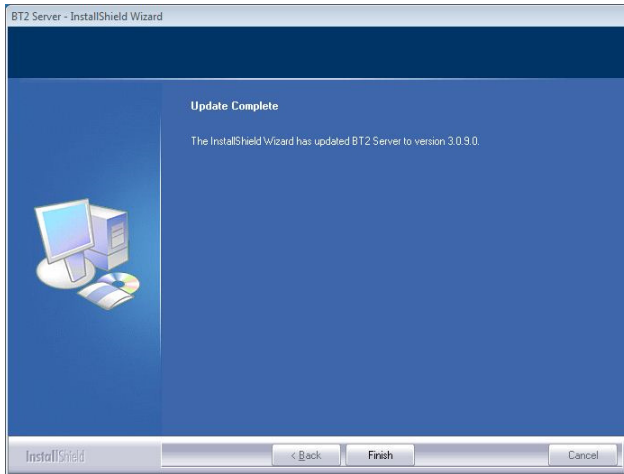 BT2 Server - InstallShield Wizard
Update Complete
The InstallShield Wizard has updated BT2 Server to version 3.0.9.0.
InstallShield
< Back
Finish
Cancel